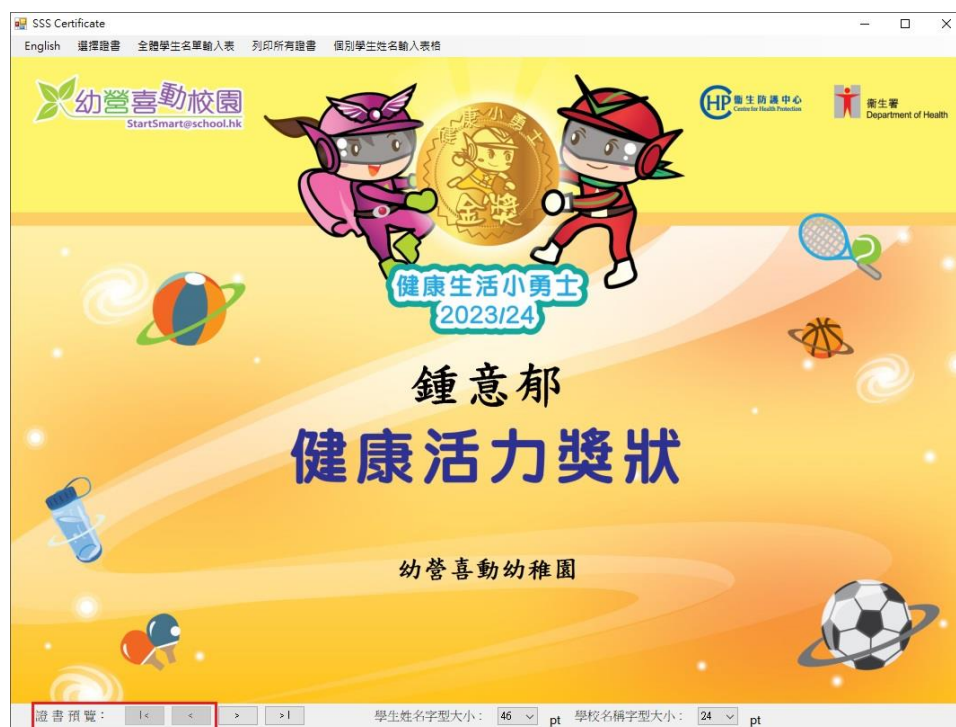 SSS Certificate
English 選擇證書 全體學生名單輸入表 列印所有證書 個別學生姓名輸入表格
幼營喜動校園
StartSmart@school.hk
健康小勇士
金獎
CHP 衞生防護中心
Centre for Health Protection
衞生署
Department of Health
健康生活小勇士
2023/24
鍾意郁
健康活力獎狀
幼營喜動幼稚園
證書預覽: |< < > >| 學生姓名字型大小: 46 pt 學校名稱字型大小: 24 pt